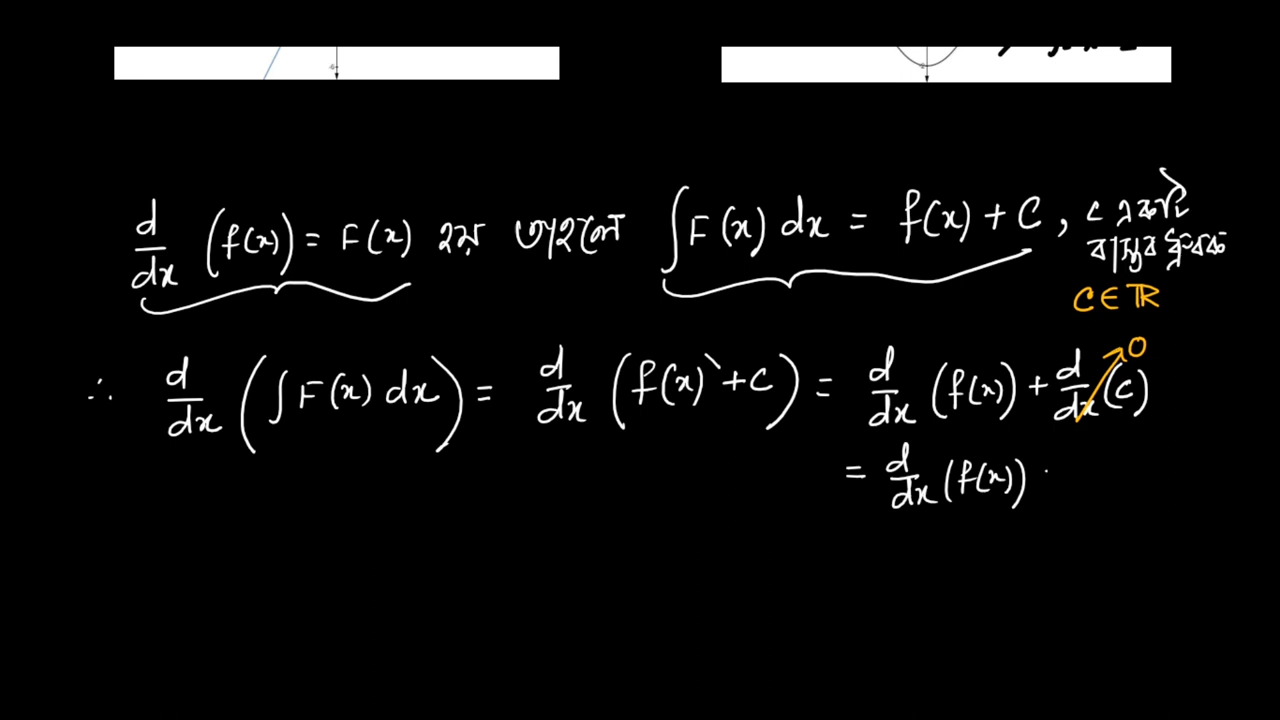 d/dx (f(x)) = F(x) হয় তাহলে ∫F(x) dx = f(x) + C, C একটি
বাস্তব ধ্রুবক
C ∈ ℝ
∴ d/dx (∫F(x) dx) = d/dx (f(x) + C) = d/dx (f(x)) + d/dx (C) 0
= d/dx (f(x))